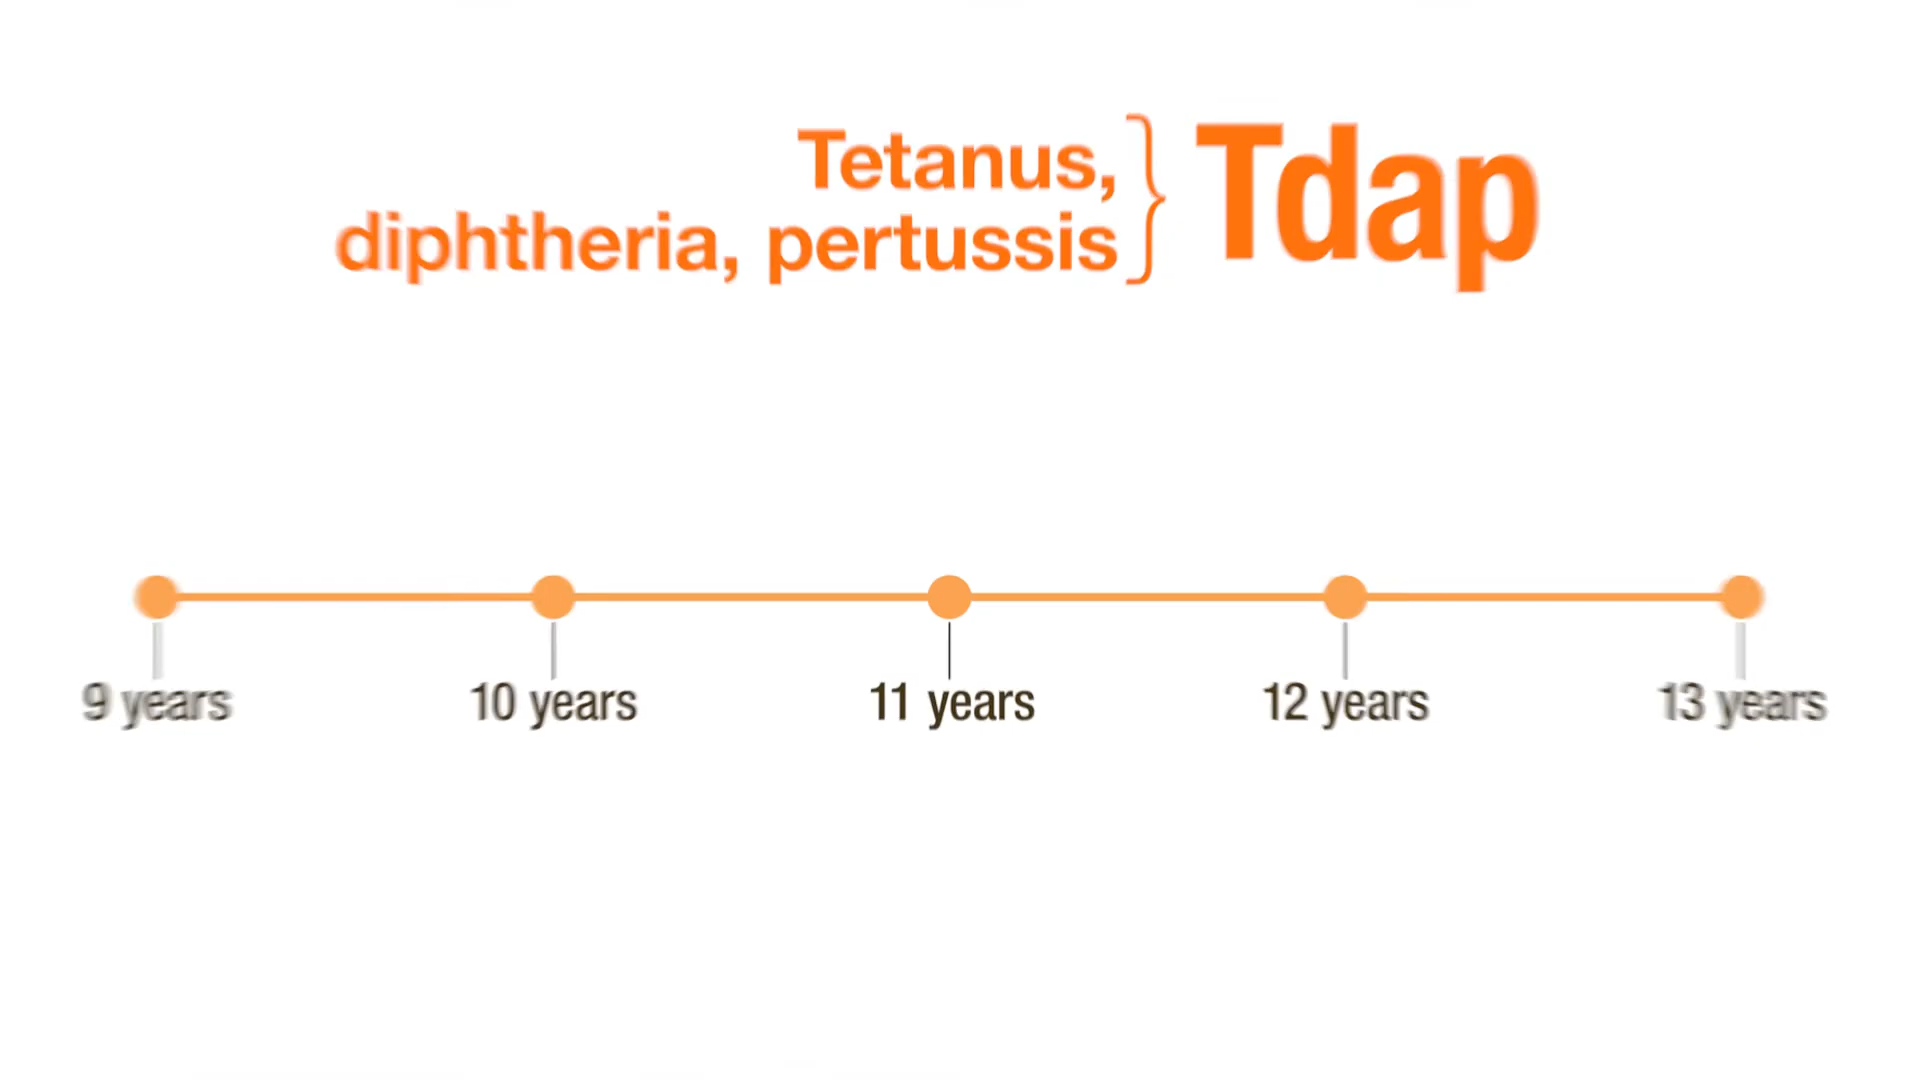 Tetanus,
diphtheria, pertussis
Tdap
9 years
10 years
11 years
12 years
13 years